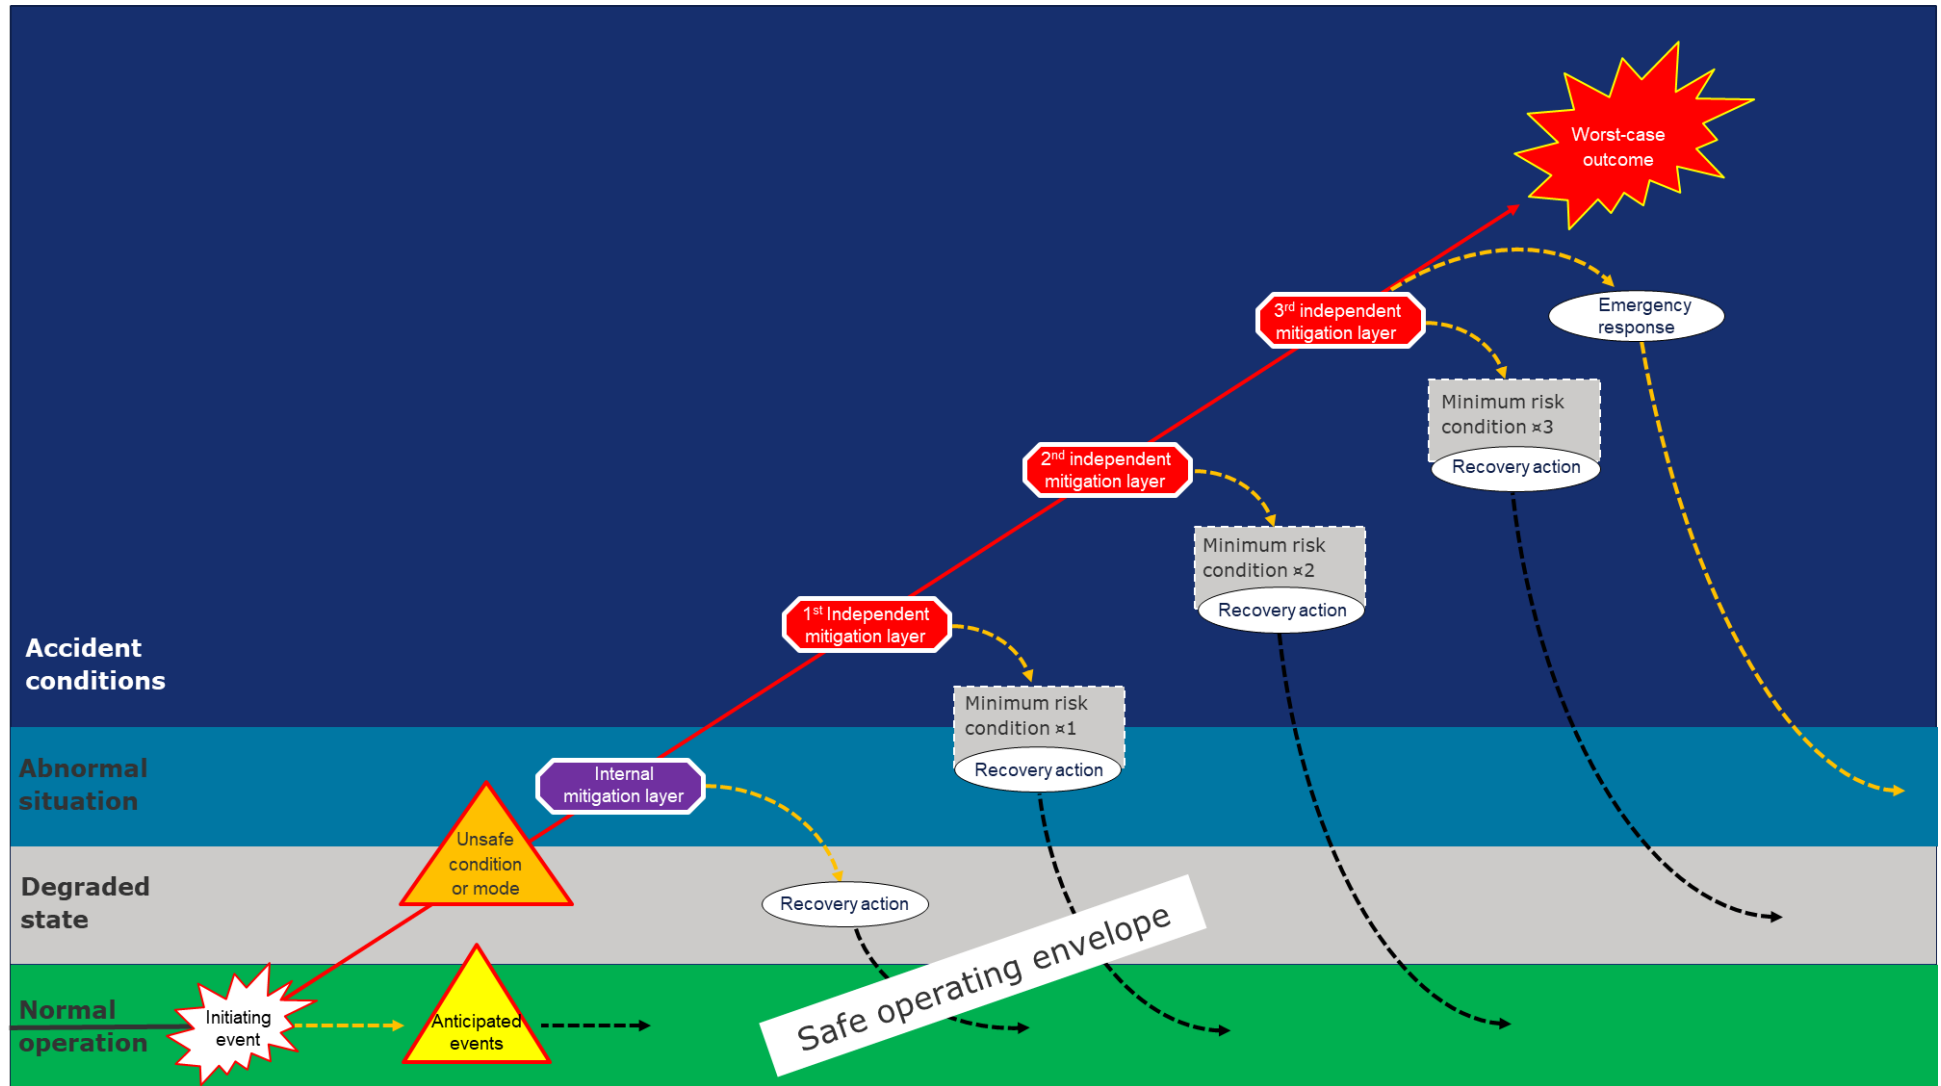 Worst-case
outcome
3rd independent
mitigation layer
Emergency
response
Minimum risk
condition ¤3
Recovery action
2nd independent
mitigation layer
Minimum risk
condition ¤2
Recovery action
1st Independent
mitigation layer
Accident
conditions
Minimum risk
condition ¤1
Recovery action
Abnormal
situation
Internal
mitigation layer
Unsafe
condition
or mode
Degraded
state
Recovery action
Safe operating envelope
Normal
operation
Initiating
event
Anticipated
events